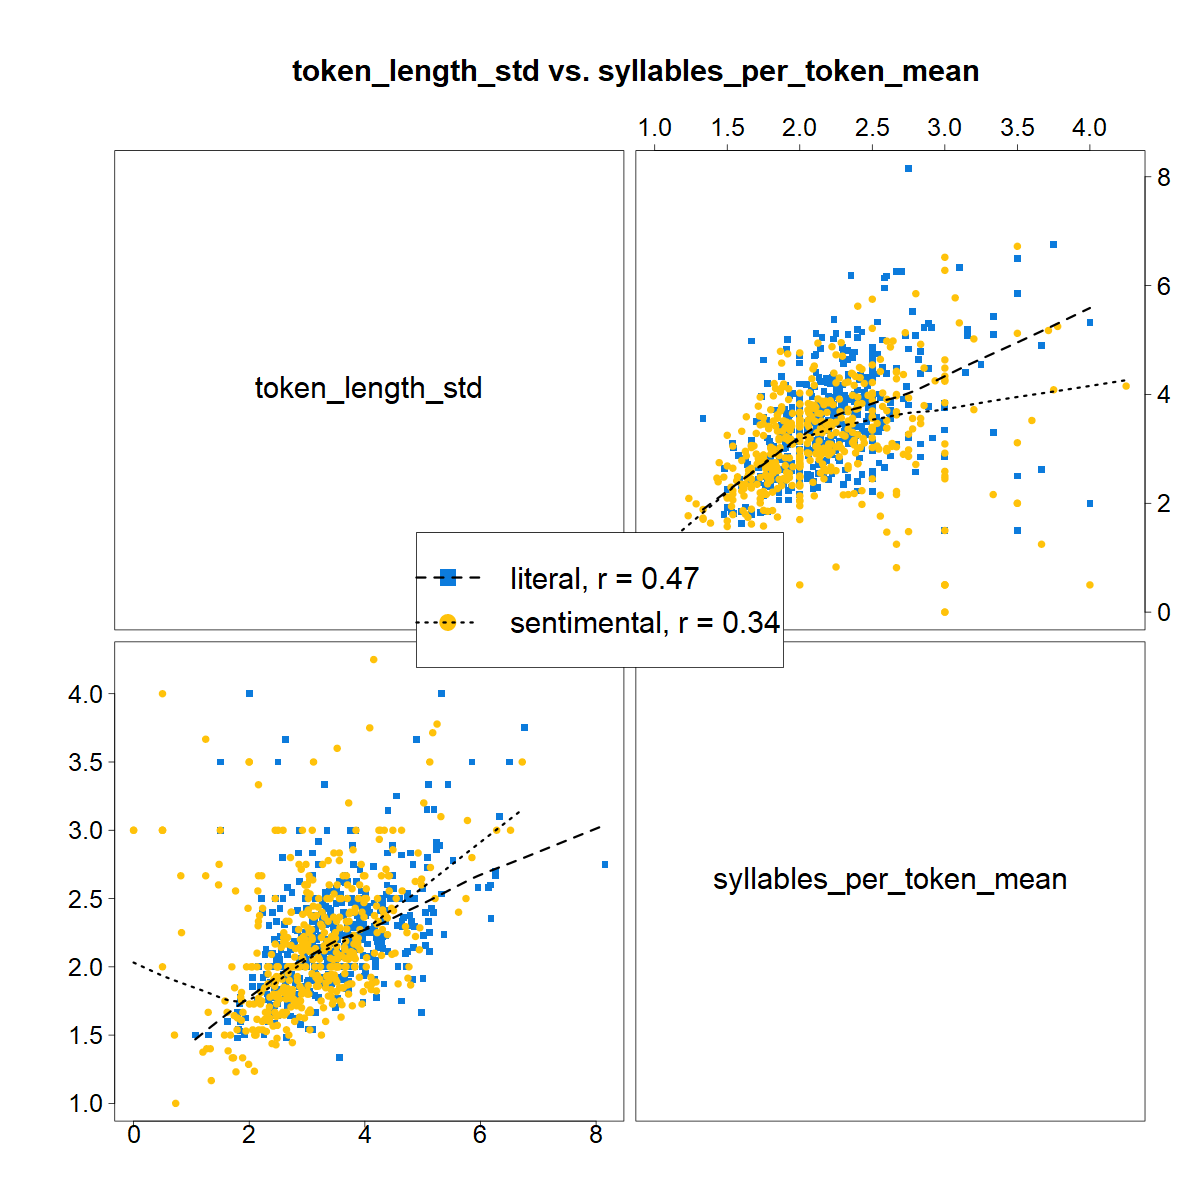 token_length_std vs. syllables_per_token_mean
1.0 1.5 2.0 2.5 3.0 3.5 4.0
token_length_std
8
6
4
2
0
literal, r = 0.47
sentimental, r = 0.34
4.0
3.5
3.0
2.5
2.0
1.5
1.0
syllables_per_token_mean
0 2 4 6 8